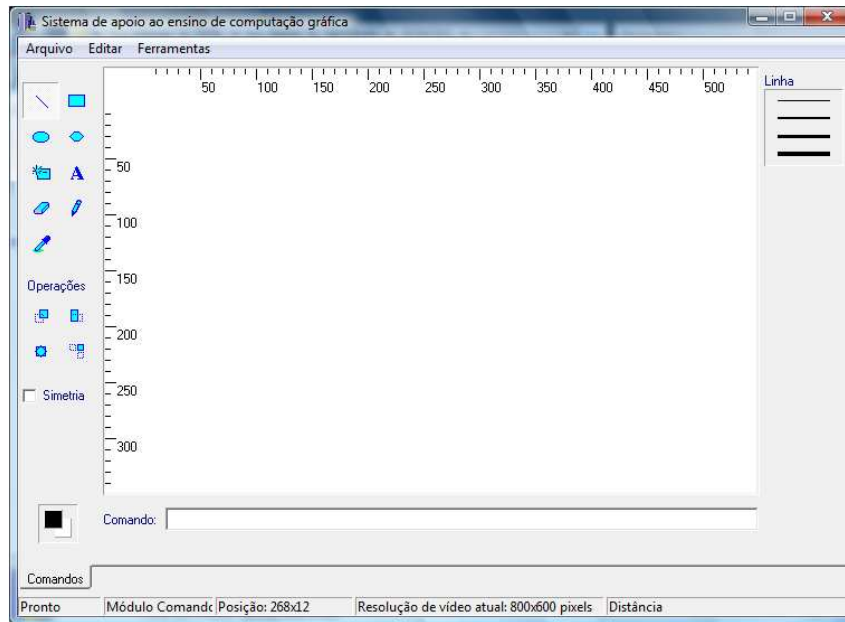 Sistema de apoio ao ensino de computação gráfica
Arquivo Editar Ferramentas
50 100 150 200 250 300 350 400 450 500
Linha
A
50
100
150
200
250
300
Operações
Simetria
Comando:
Comandos
Pronto Módulo Comandc Posição: 268x12 Resolução de vídeo atual: 800x600 pixels Distância